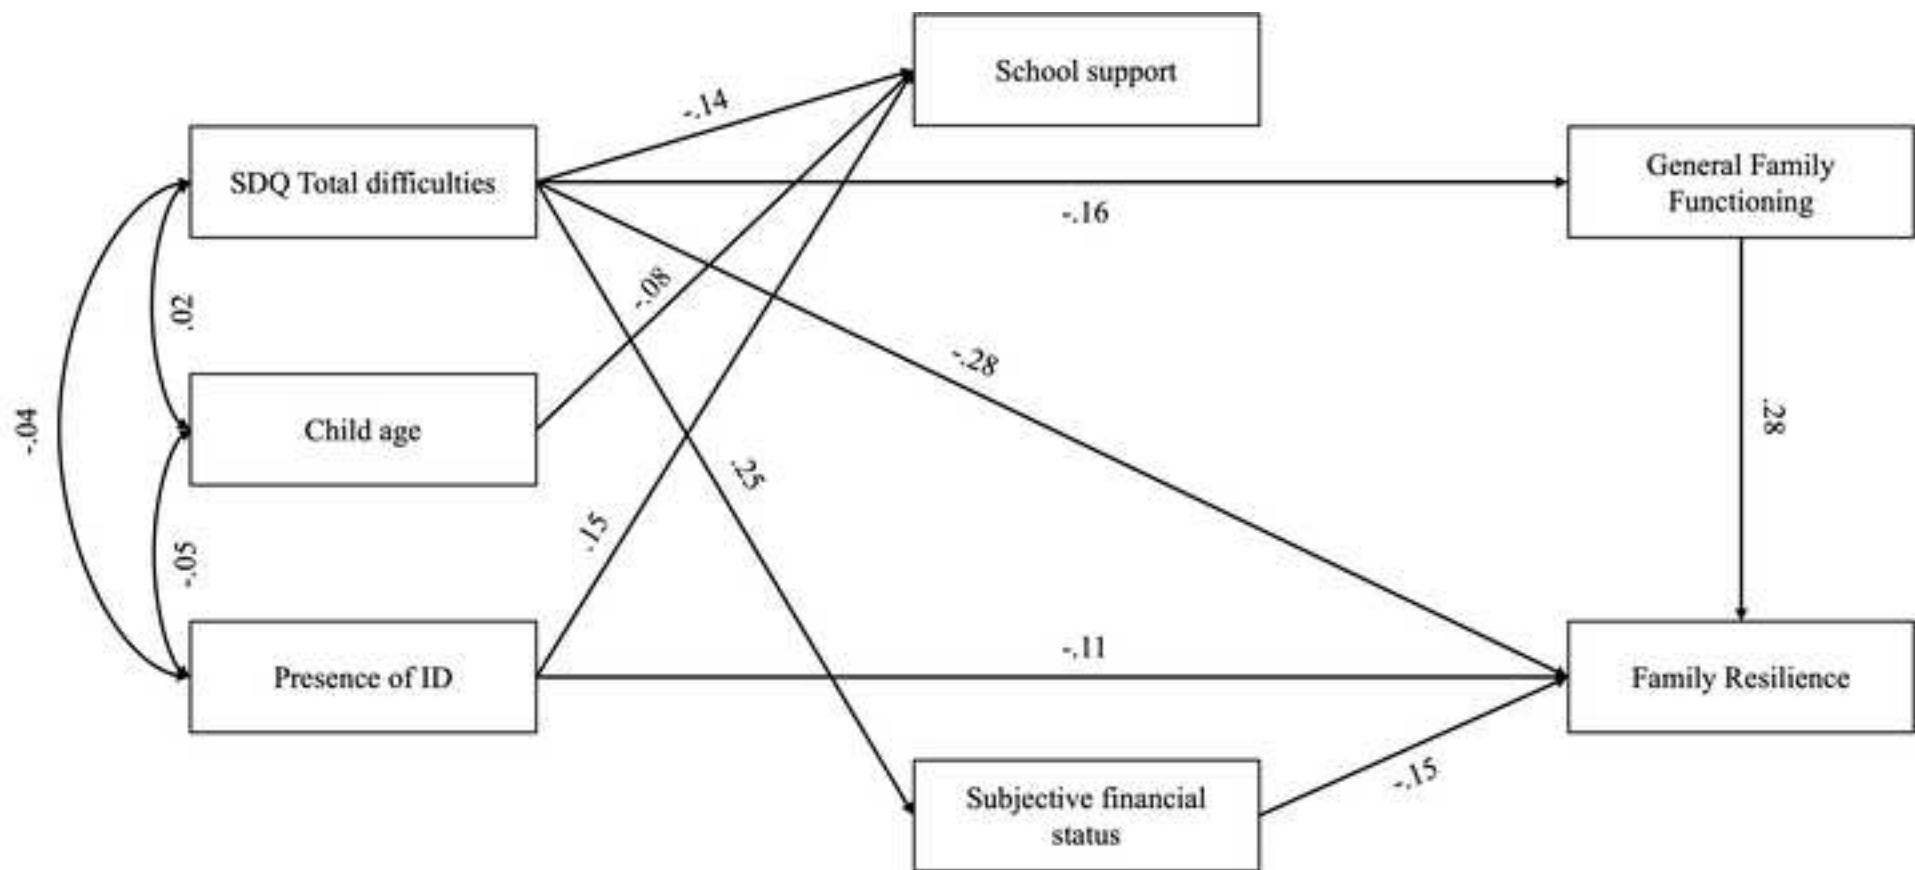 School support
-.14
SDQ Total difficulties
General Family
Functioning
-.16
.02
-.08
-.28
-.04
Child age
.28
.25
.15
-.05
-.11
Presence of ID
Family Resilience
-.15
Subjective financial
status